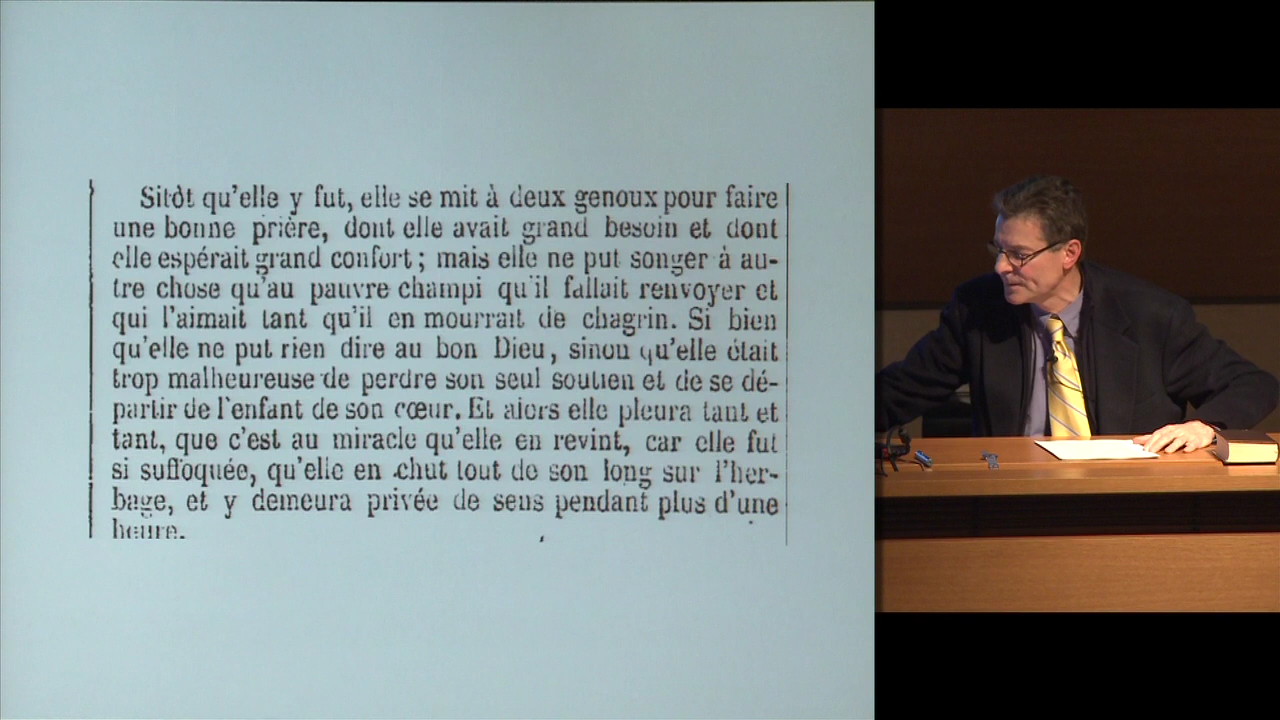 Sitôt qu'elle y fut, elle se mit à deux genoux pour faire
une bonne prière, dont elle avait grand besoin et dont
elle espérait grand confort ; mais elle ne put songer à au-
tre chose qu'au pauvre champi qu'il fallait renvoyer et
qui l'aimait tant qu'il en mourrait de chagrin. Si bien
qu'elle ne put rien dire au bon Dieu, sinon qu'elle était
trop malheureuse de perdre son seul soutien et de se dé-
partir de l'enfant de son cœur. Et alors elle pleura tant et
tant, que c'est au miracle qu'elle en revint, car elle fut
si suffoquée, qu'elle en chut tout de son long sur l'her-
bage, et y demeura privée de sens pendant plus d'une
heure.